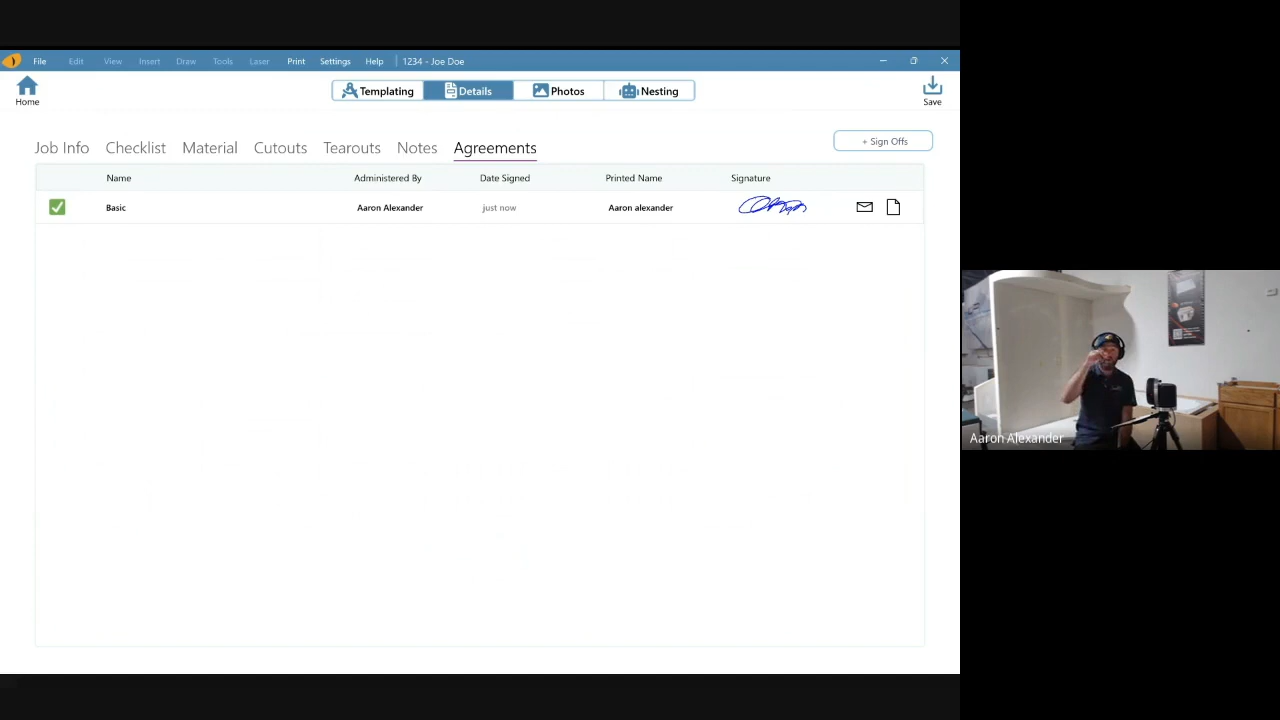 File Edit View Insert Draw Tools Laser Print Settings Help 1234 - Joe Doe
Home
Templating Details Photos Nesting
Save
Job Info Checklist Material Cutouts Tearouts Notes Agreements
+ Sign Offs
Name Administered By Date Signed Printed Name Signature
Basic Aaron Alexander just now Aaron alexander
Aaron Alexander